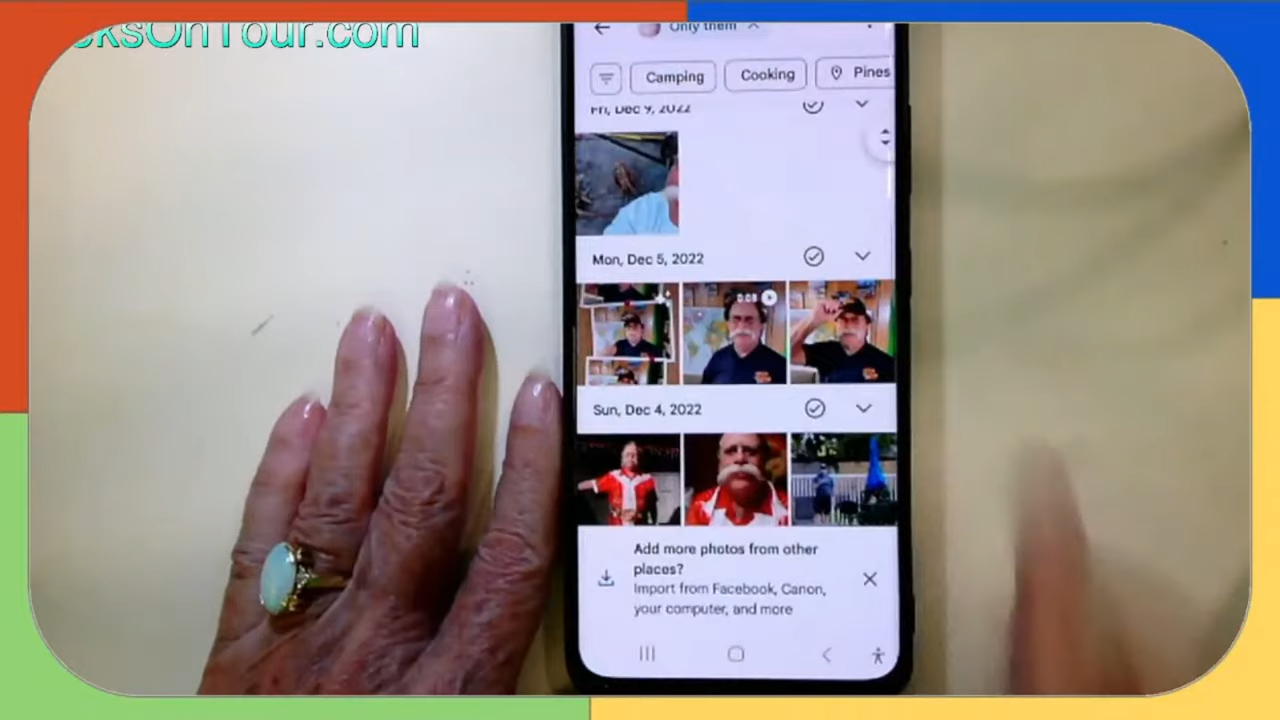 cksOnTour.com
Only them
Camping
Cooking
Pines
Fri, Dec 9, 2022
Mon, Dec 5, 2022
0:08
Sun, Dec 4, 2022
Add more photos from other
places?
Import from Facebook, Canon,
your computer, and more